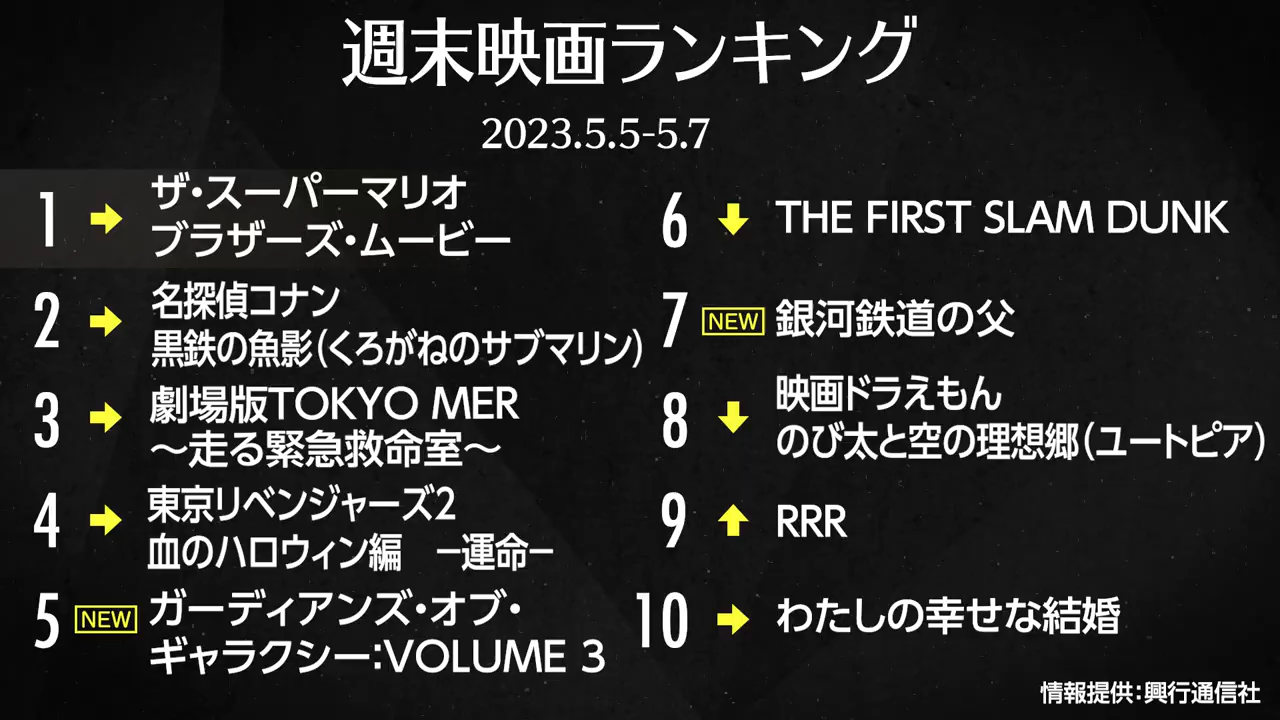 週末映画ランキング
2023.5.5-5.7
1
ザ・スーパーマリオ
ブラザーズ・ムービー
2
名探偵コナン
黒鉄の魚影(くろがねのサブマリン)
3
劇場版TOKYO MER
～走る緊急救命室～
4
東京リベンジャーズ2
血のハロウィン編　－運命－
5 NEW
ガーディアンズ・オブ・
ギャラクシー:VOLUME 3
6 THE FIRST SLAM DUNK
7 NEW 銀河鉄道の父
8
映画ドラえもん
のび太と空の理想郷(ユートピア)
9 RRR
10 わたしの幸せな結婚
情報提供:興行通信社